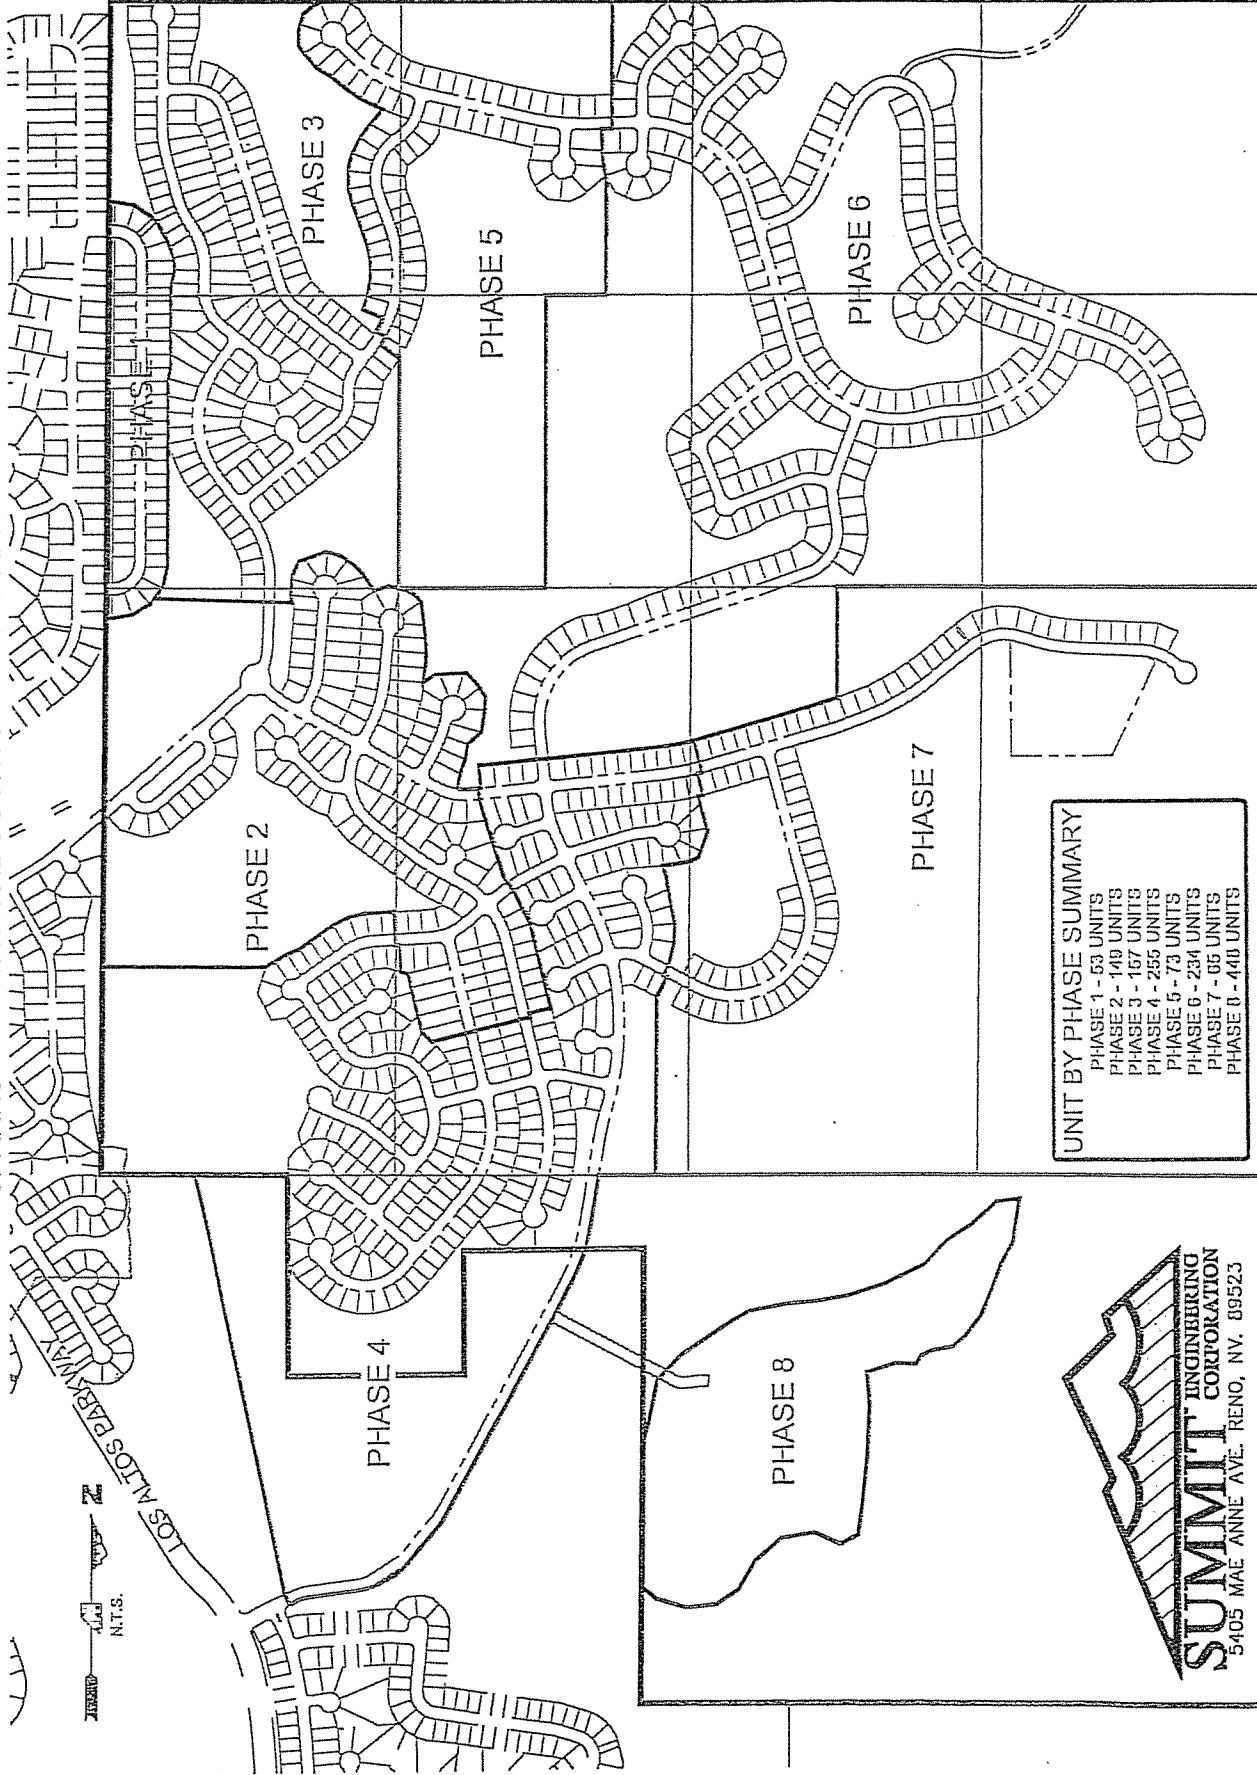 PHASE 1
PHASE 3
PHASE 5
PHASE 6
PHASE 2
PHASE 7
PHASE 4
PHASE 8
LOS ALTOS PARKWAY
N
N.T.S.
UNIT BY PHASE SUMMARY
PHASE 1 - 53 UNITS
PHASE 2 - 149 UNITS
PHASE 3 - 167 UNITS
PHASE 4 - 255 UNITS
PHASE 5 - 73 UNITS
PHASE 6 - 234 UNITS
PHASE 7 - 65 UNITS
PHASE 8 - 448 UNITS
SUMMIT ENGINEERING
CORPORATION
5405 MAE ANNE AVE. RENO, NV. 89523